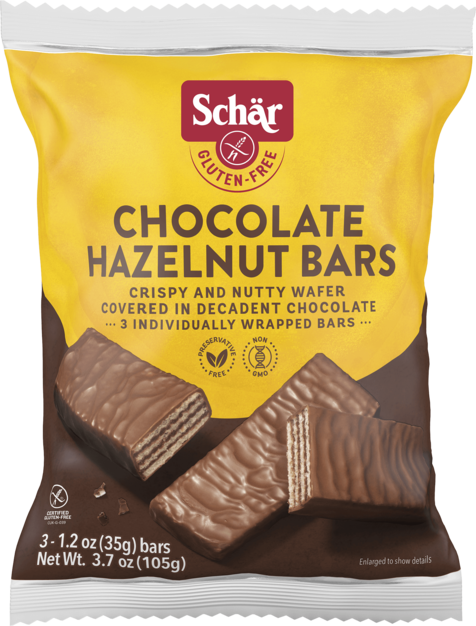 Schär
GLUTEN-FREE
CHOCOLATE
HAZELNUT BARS
CRISPY AND NUTTY WAFER
COVERED IN DECADENT CHOCOLATE
··· 3 INDIVIDUALLY WRAPPED BARS ···
PRESERVATIVE
FREE
NON
GMO
CERTIFIED
GLUTEN-FREE
3 - 1.2 oz (35g) bars
Net Wt. 3.7 oz (105g)
Enlarged to show details